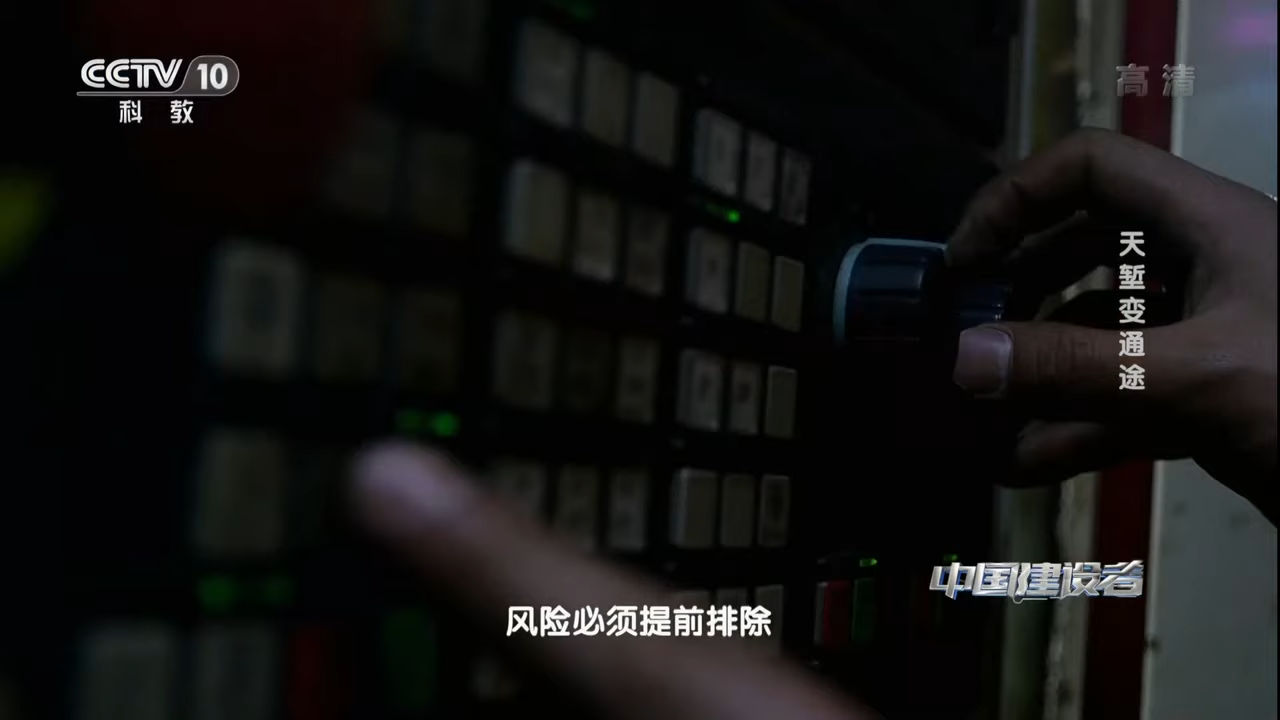 CCTV 10
科教
高清
天堑变通途
中国建设者
风险必须提前排除